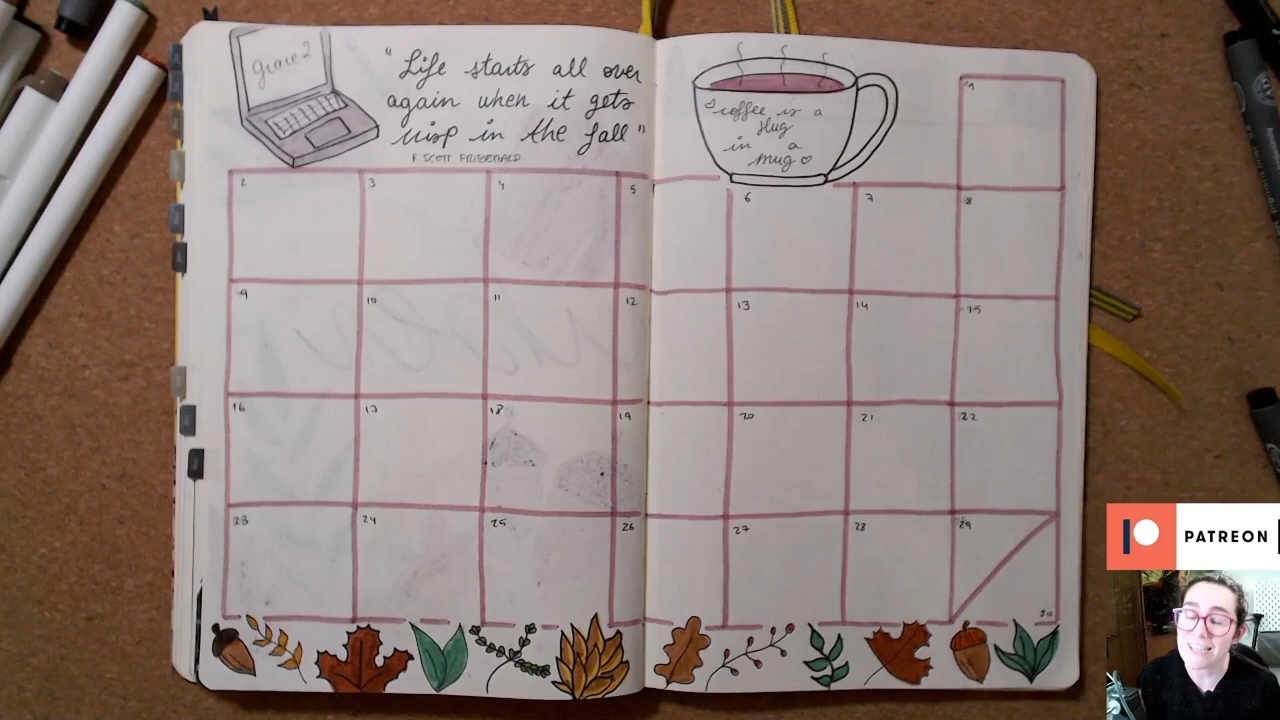 grace 2
"Life starts all over
again when it gets
crisp in the fall"
F SCOTT FITZGERALD
coffee is a
Hug
in a
mug
1
2 3 4 5 6 7 8
9 10 11 12 13 14 15
16 17 18 19 20 21 22
23 24 25 26 27 28 29
30
PATREON